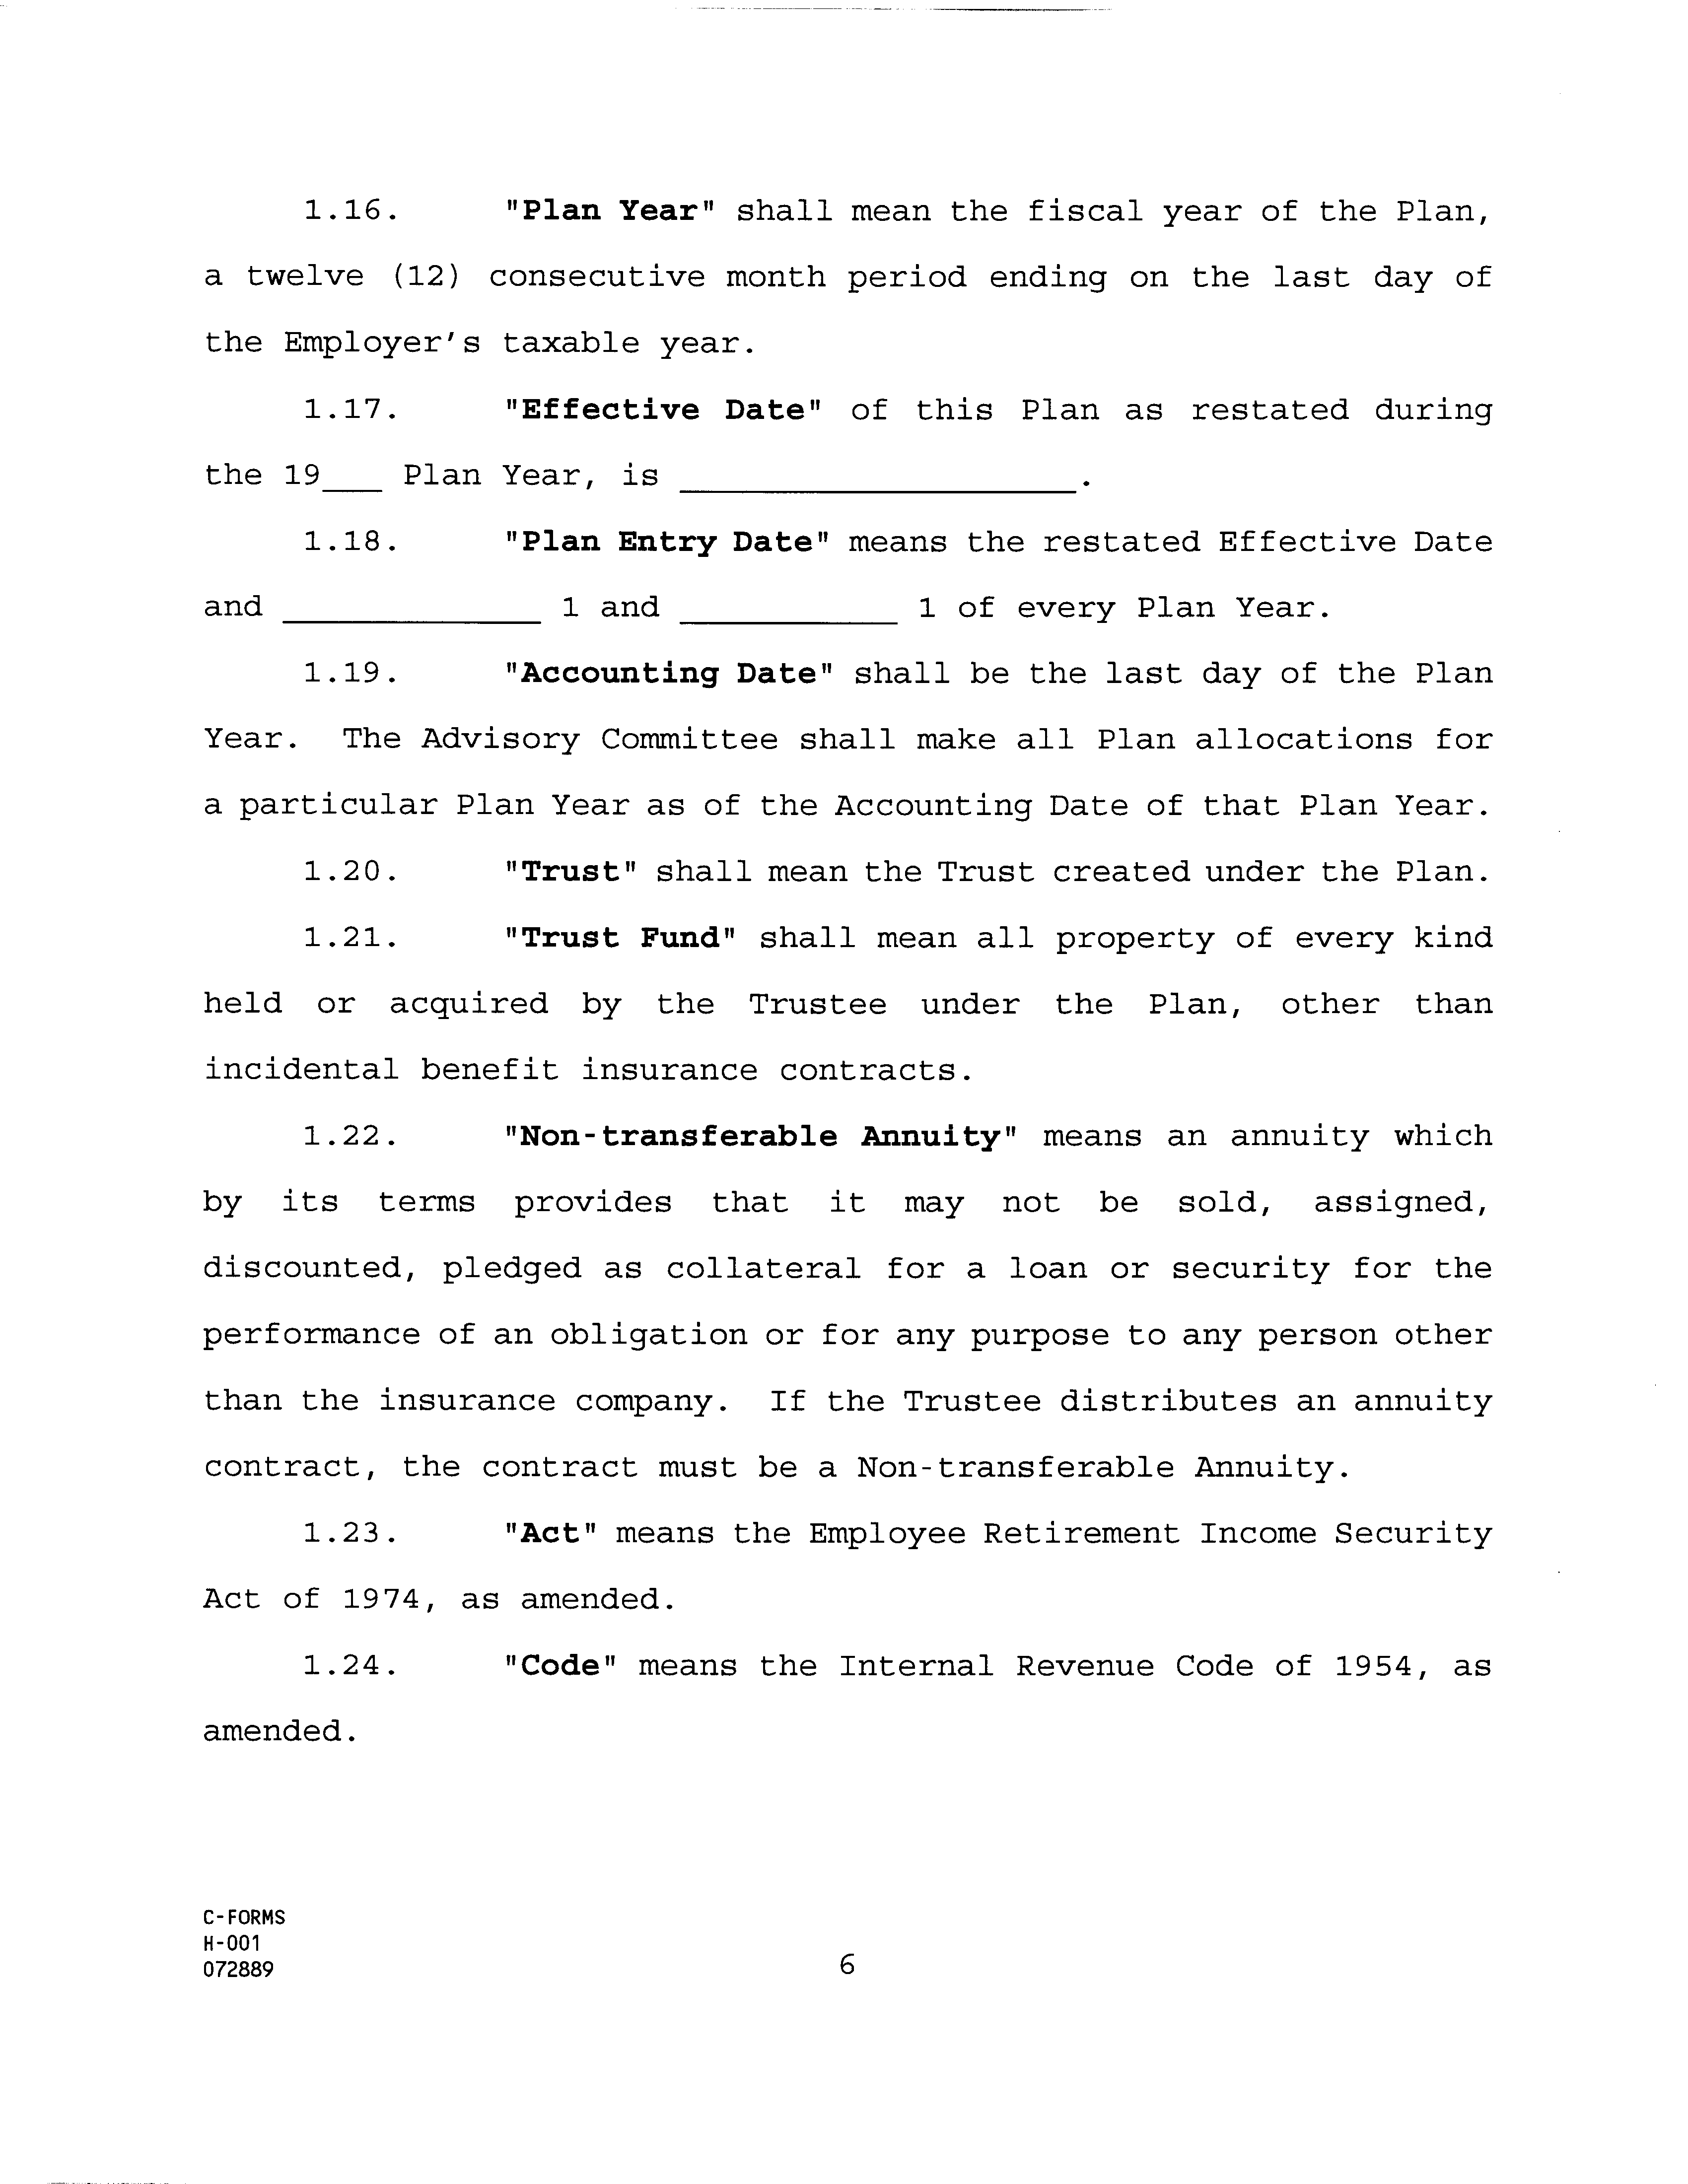 1.16. "Plan Year" shall mean the fiscal year of the Plan,
a twelve (12) consecutive month period ending on the last day of
the Employer's taxable year.
1.17. "Effective Date" of this Plan as restated during
the 19___ Plan Year, is ____________________.
1.18. "Plan Entry Date" means the restated Effective Date
and _____________ 1 and ___________ 1 of every Plan Year.
1.19. "Accounting Date" shall be the last day of the Plan
Year. The Advisory Committee shall make all Plan allocations for
a particular Plan Year as of the Accounting Date of that Plan Year.
1.20. "Trust" shall mean the Trust created under the Plan.
1.21. "Trust Fund" shall mean all property of every kind
held or acquired by the Trustee under the Plan, other than
incidental benefit insurance contracts.
1.22. "Non-transferable Annuity" means an annuity which
by its terms provides that it may not be sold, assigned,
discounted, pledged as collateral for a loan or security for the
performance of an obligation or for any purpose to any person other
than the insurance company. If the Trustee distributes an annuity
contract, the contract must be a Non-transferable Annuity.
1.23. "Act" means the Employee Retirement Income Security
Act of 1974, as amended.
1.24. "Code" means the Internal Revenue Code of 1954, as
amended.
C-FORMS
H-001
072889
6